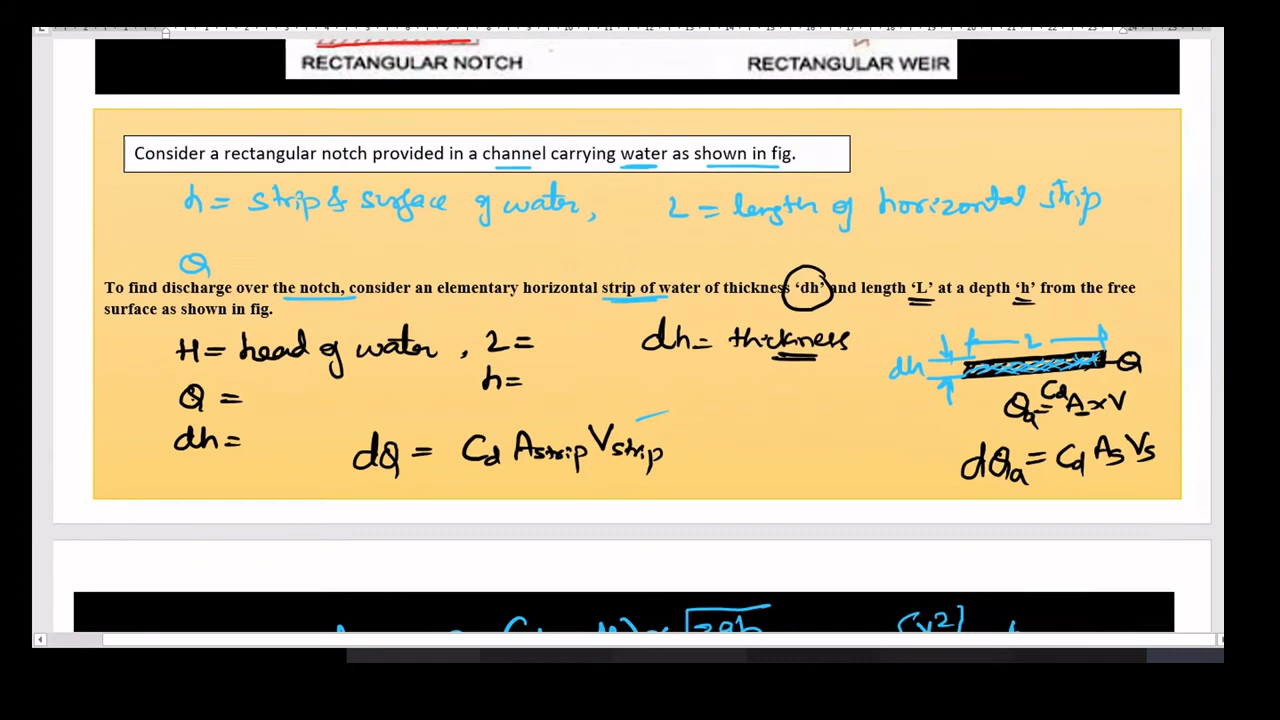 RECTANGULAR NOTCH RECTANGULAR WEIR
Consider a rectangular notch provided in a channel carrying water as shown in fig.
h = strip & surface of water, L = length of horizontal strip
Q
To find discharge over the notch, consider an elementary horizontal strip of water of thickness 'dh' and length 'L' at a depth 'h' from the free
surface as shown in fig.
H = head of water, L = dh = thickness
L
dh Q
h =
Q = Qa = Cd A × V
dh =
dQ = Cd Astrip Vstrip dQa = Cd As Vs